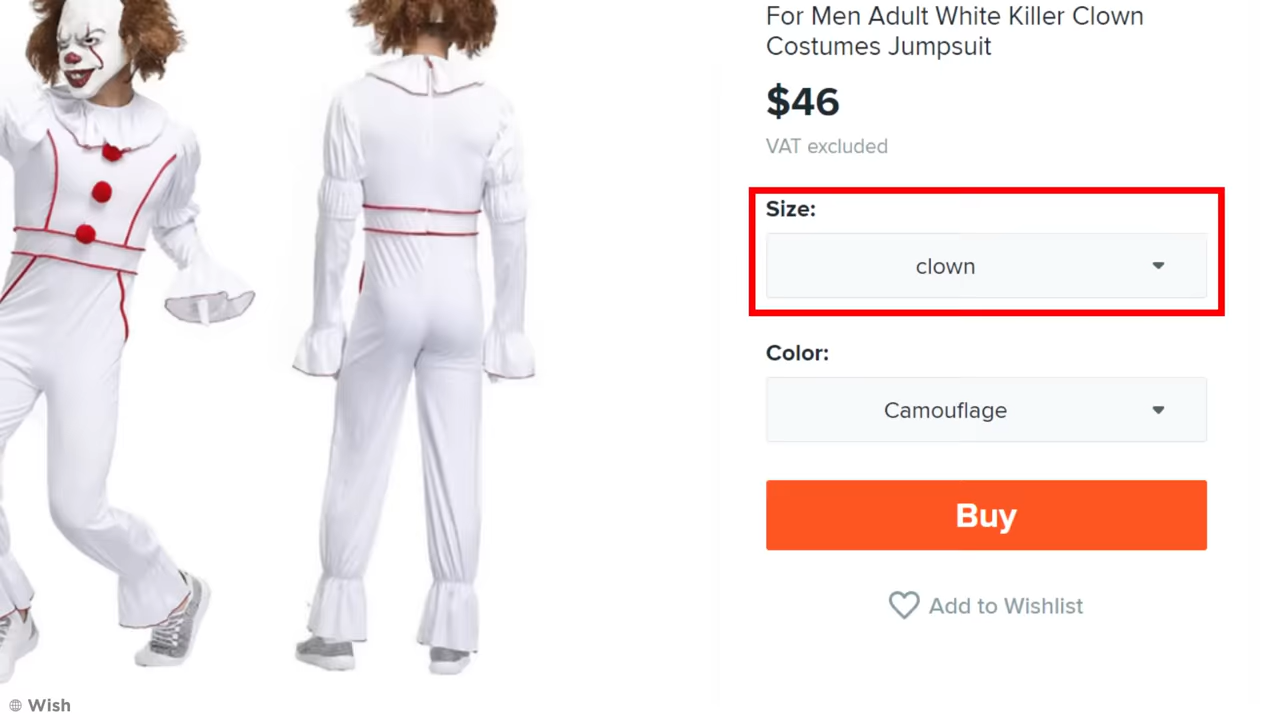 For Men Adult White Killer Clown
Costumes Jumpsuit
$46
VAT excluded
Size:
clown
Color:
Camouflage
Buy
Add to Wishlist
Wish